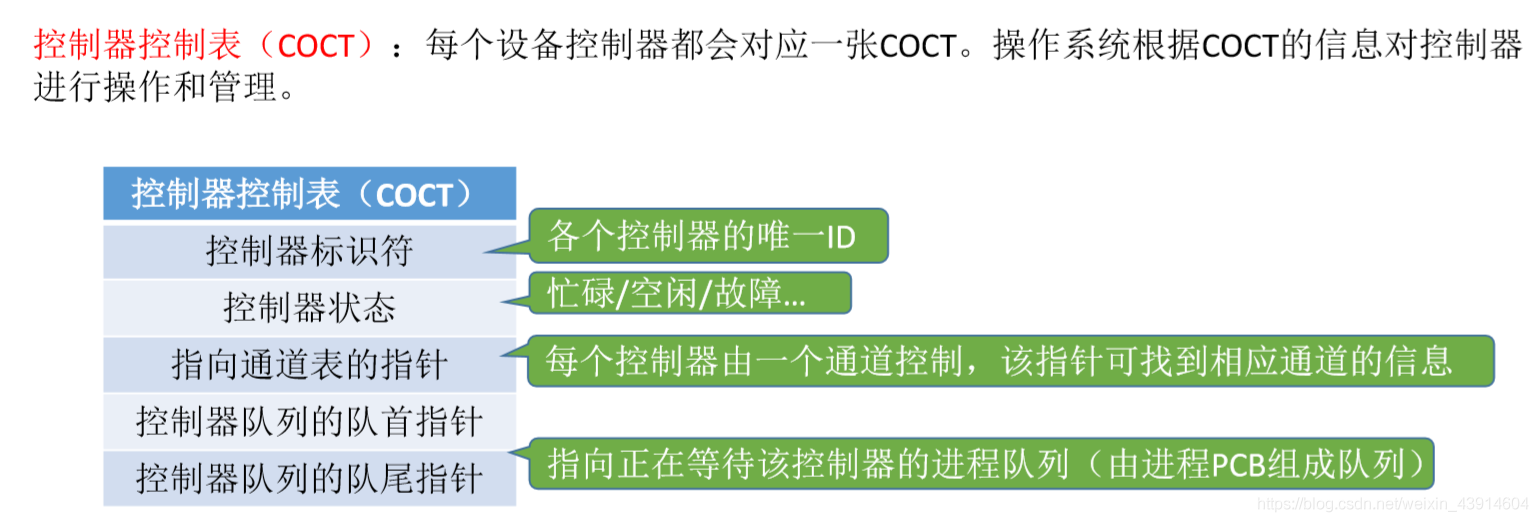 控制器控制表（COCT）：每个设备控制器都会对应一张COCT。操作系统根据COCT的信息对控制器
进行操作和管理。
控制器控制表（COCT）
控制器标识符
各个控制器的唯一ID
控制器状态
忙碌/空闲/故障...
指向通道表的指针
每个控制器由一个通道控制，该指针可找到相应通道的信息
控制器队列的队首指针
控制器队列的队尾指针
指向正在等待该控制器的进程队列（由进程PCB组成队列）
https://blog.csdn.net/weixin_43914604